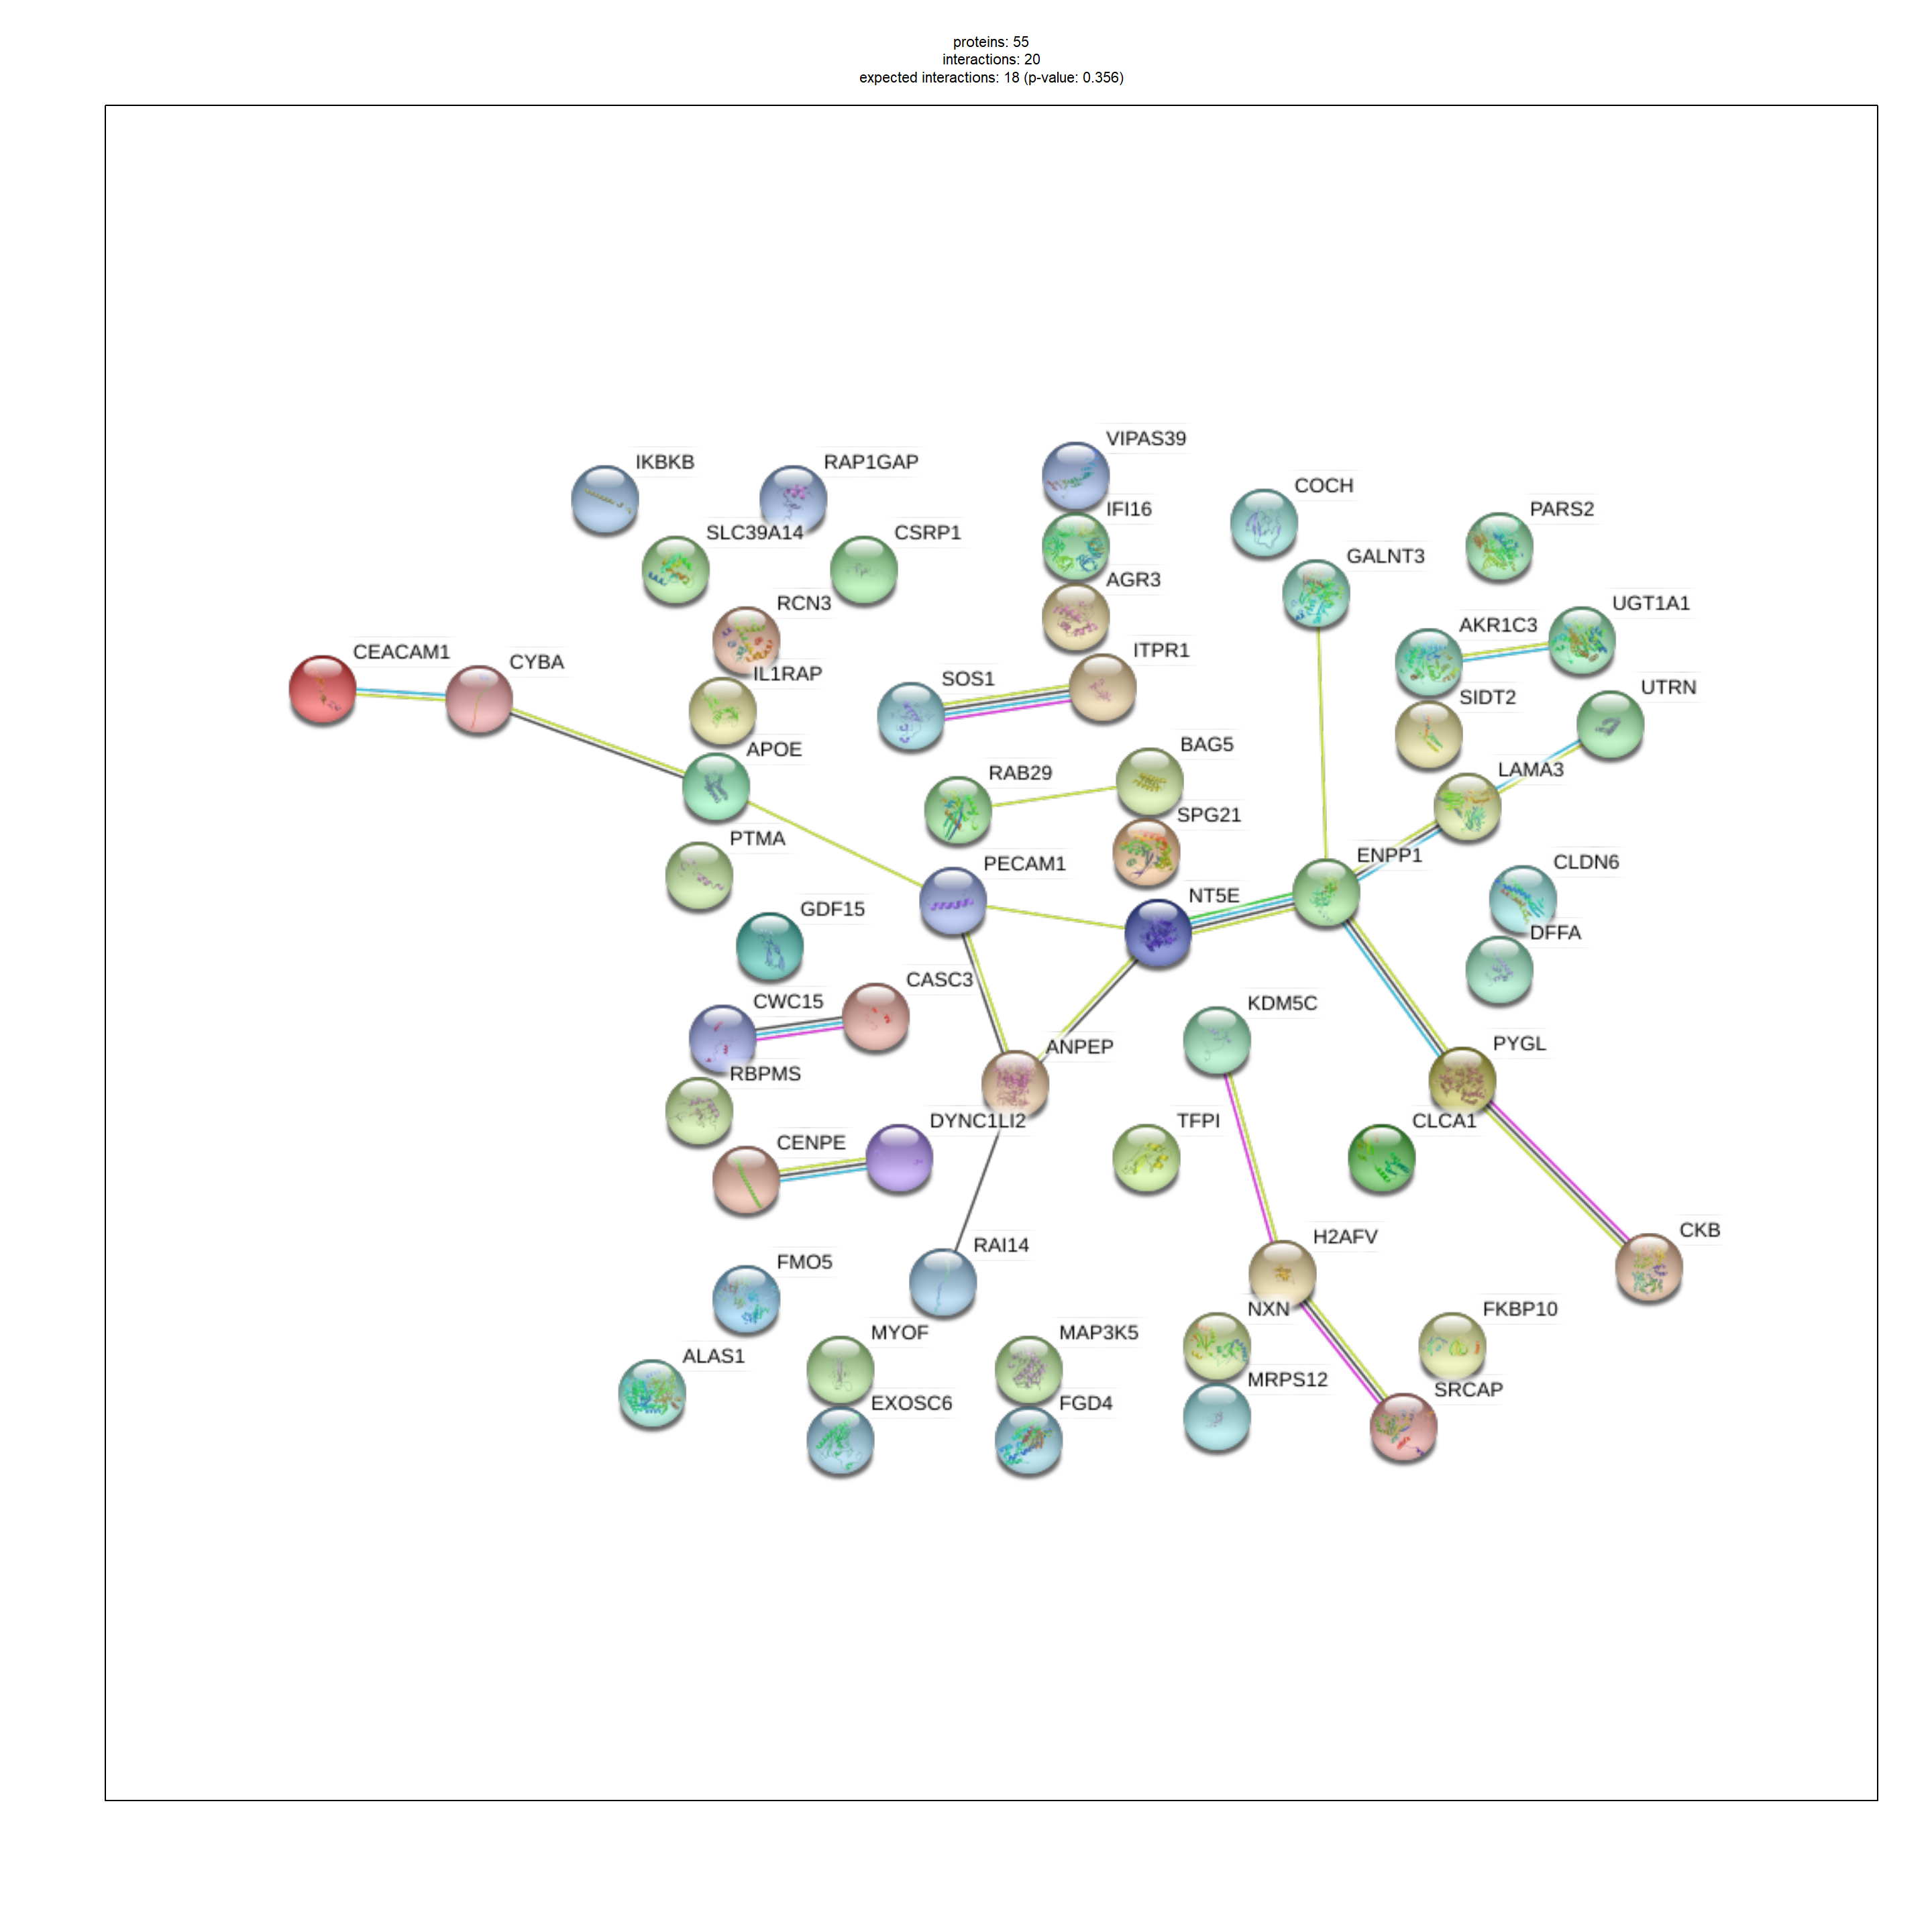 proteins: 55
interactions: 20
expected interactions: 18 (p-value: 0.356)
VIPAS39
IKBKB
RAP1GAP
COCH
IFI16
PARS2
SLC39A14
CSRP1
GALNT3
AGR3
RCN3
UGT1A1
AKR1C3
CEACAM1
ITPR1
CYBA
IL1RAP
SOS1
UTRN
SIDT2
BAG5
APOE
LAMA3
RAB29
SPG21
PTMA
ENPP1
PECAM1
CLDN6
NT5E
GDF15
DFFA
CASC3
CWC15
KDM5C
PYGL
ANPEP
RBPMS
DYNC1LI2
TFPI
CLCA1
CENPE
CKB
H2AFV
RAI14
FMO5
NXN
FKBP10
MYOF
MAP3K5
ALAS1
MRPS12
SRCAP
EXOSC6
FGD4